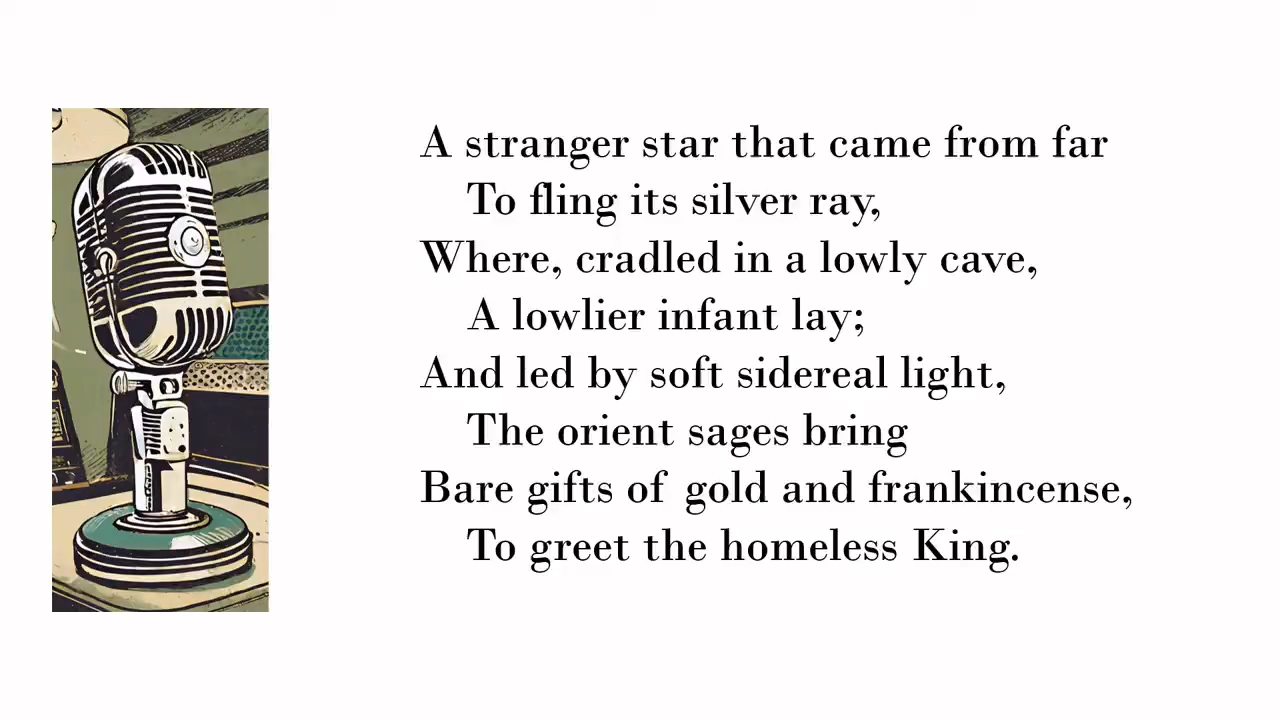 A stranger star that came from far
To fling its silver ray,
Where, cradled in a lowly cave,
A lowlier infant lay;
And led by soft sidereal light,
The orient sages bring
Bare gifts of gold and frankincense,
To greet the homeless King.